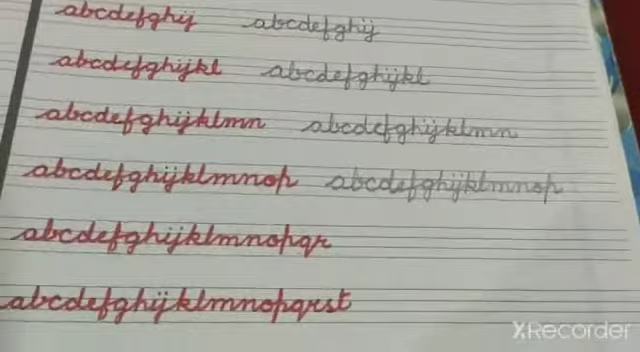 abcdefghij abcdefghij
abcdefghijkl abcdefghijkl
abcdefghijklmn abcdefghijklmn
abcdefghijklmnop abcdefghijklmnop
abcdefghijklmnopqr
abcdefghijklmnopqrst
XRecorder